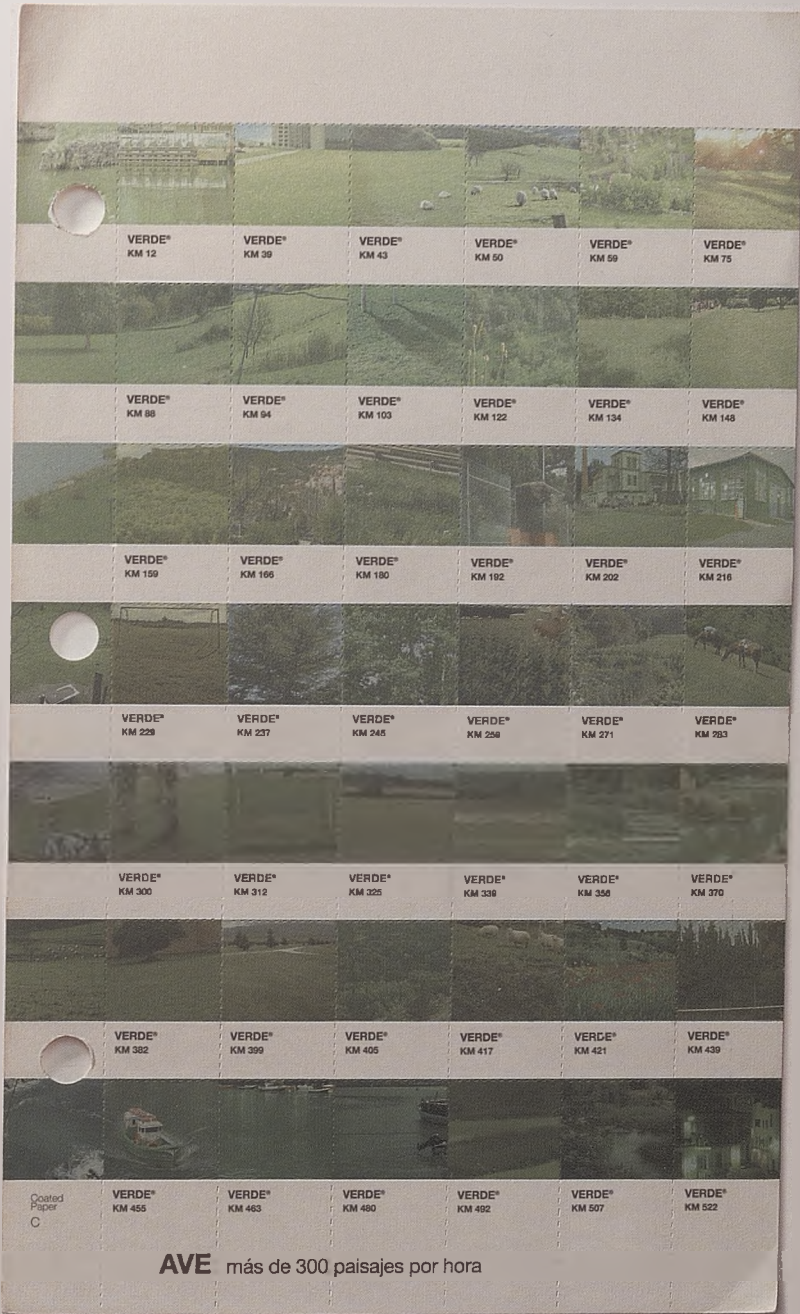 VERDE® VERDE® VERDE® VERDE® VERDE® VERDE®
KM 12 KM 39 KM 43 KM 50 KM 59 KM 75
VERDE® VERDE® VERDE® VERDE® VERDE® VERDE®
KM 88 KM 94 KM 103 KM 122 KM 134 KM 148
VERDE® VERDE® VERDE® VERDE® VERDE® VERDE®
KM 159 KM 166 KM 180 KM 192 KM 202 KM 216
VERDE® VERDE® VERDE® VERDE® VERDE® VERDE®
KM 229 KM 237 KM 245 KM 259 KM 271 KM 283
VERDE® VERDE® VERDE® VERDE® VERDE® VERDE®
KM 300 KM 312 KM 325 KM 339 KM 356 KM 370
VERDE® VERDE® VERDE® VERDE® VERDE® VERDE®
KM 382 KM 399 KM 405 KM 417 KM 421 KM 439
VERDE® VERDE® VERDE® VERDE® VERDE® VERDE®
KM 455 KM 463 KM 480 KM 492 KM 507 KM 522
Coated
Paper
C
AVE más de 300 paisajes por hora